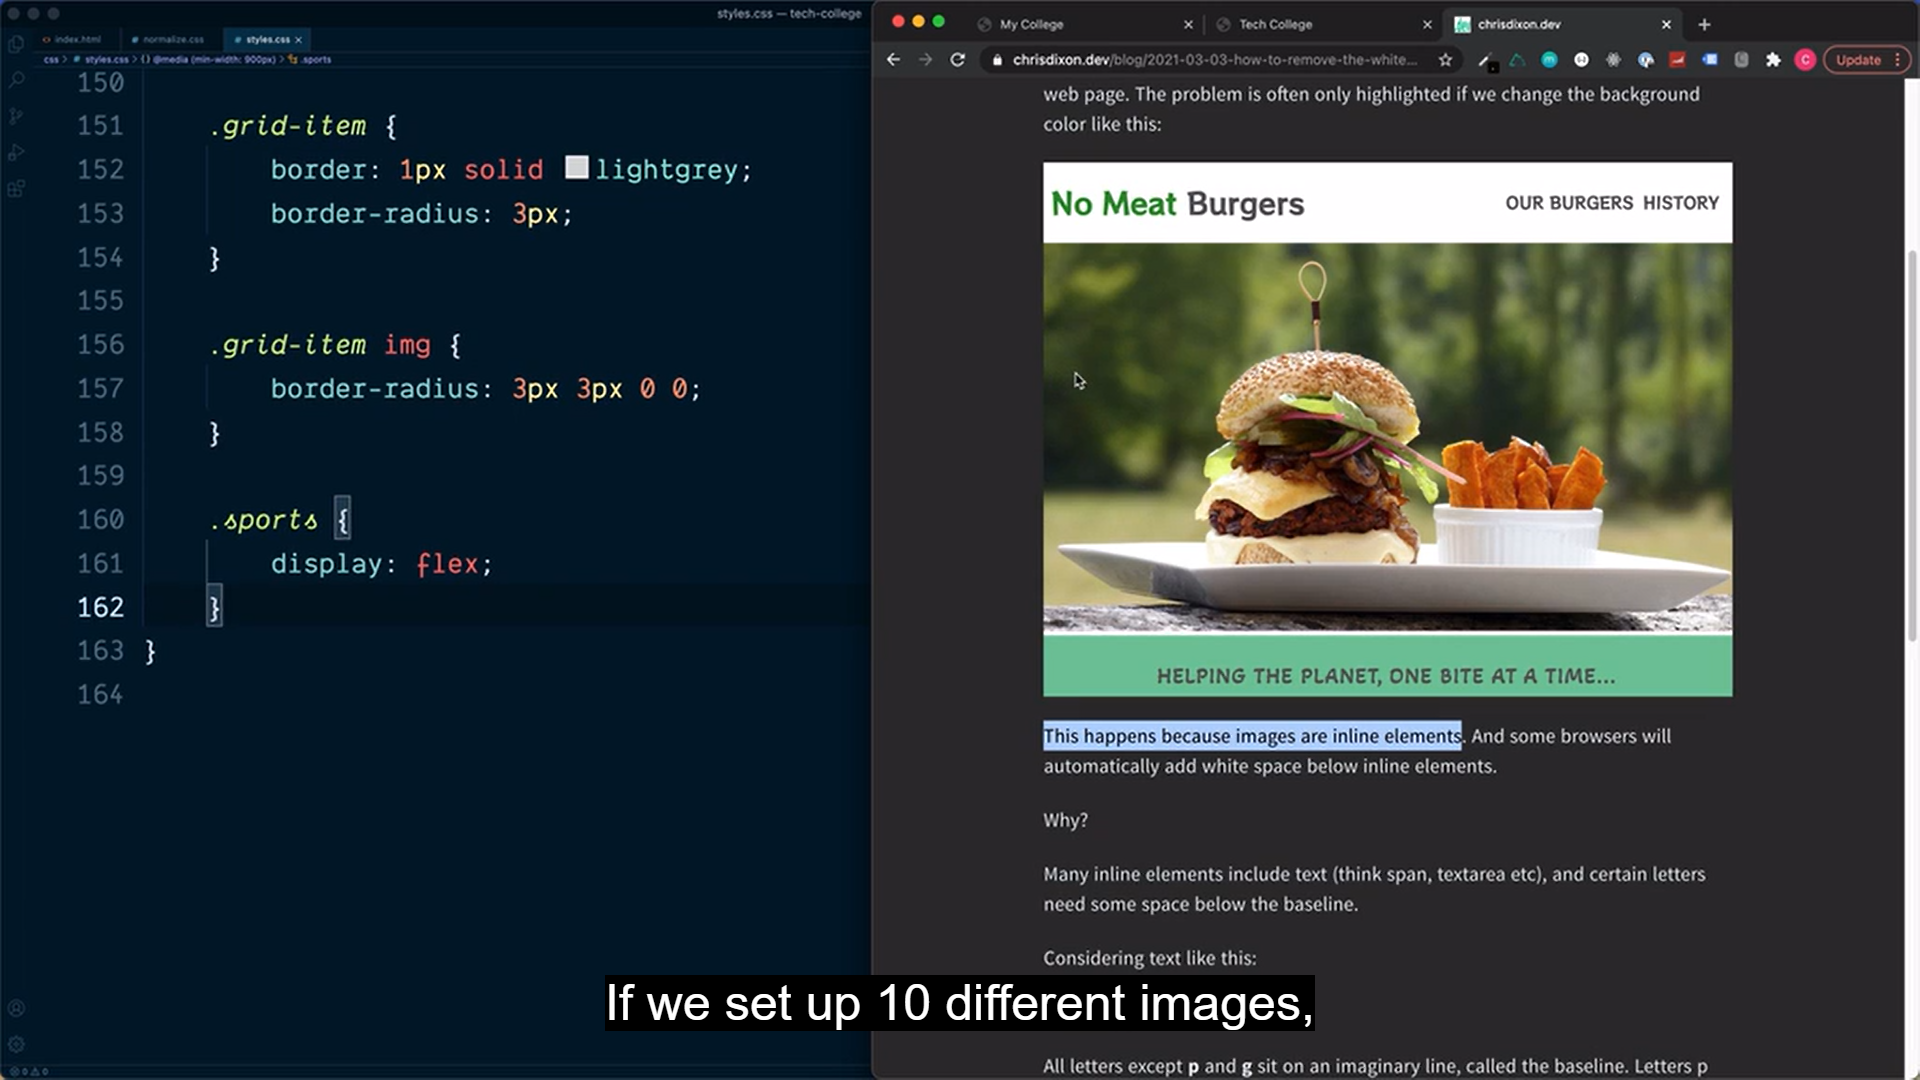 styles.css — tech-college
index.html normalize.css styles.css
css > styles.css > {} @media (min-width: 900px) > .sports
150
151 .grid-item {
152 border: 1px solid lightgrey;
153 border-radius: 3px;
154 }
155
156 .grid-item img {
157 border-radius: 3px 3px 0 0;
158 }
159
160 .sports {
161 display: flex;
162 }
163 }
164
0 0
My College Tech College chrisdixon.dev
chrisdixon.dev/blog/2021-03-03-how-to-remove-the-white... C Update
web page. The problem is often only highlighted if we change the background
color like this:
No Meat Burgers OUR BURGERS HISTORY
HELPING THE PLANET, ONE BITE AT A TIME...
This happens because images are inline elements. And some browsers will
automatically add white space below inline elements.
Why?
Many inline elements include text (think span, textarea etc), and certain letters
need some space below the baseline.
Considering text like this:
If we set up 10 different images,
All letters except p and g sit on an imaginary line, called the baseline. Letters p